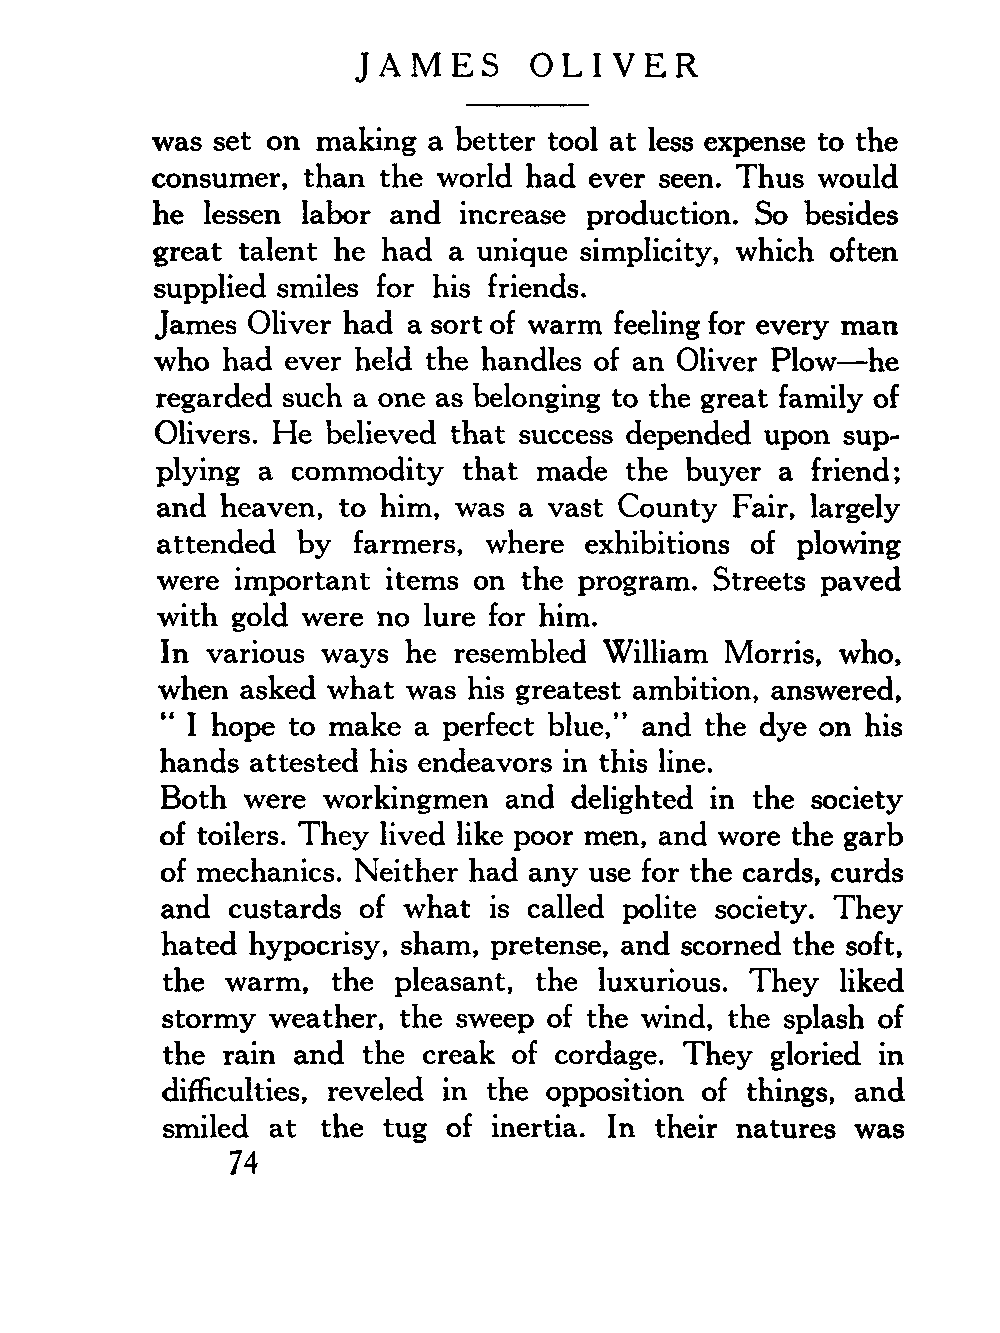 JAMES OLIVER
was set on making a better tool at less expense to the
consumer, than the world had ever seen. Thus would
he lessen labor and increase production. So besides
great talent he had a unique simplicity, which often
supplied smiles for his friends.
James Oliver had a sort of warm feeling for every man
who had ever held the handles of an Oliver Plow—he
regarded such a one as belonging to the great family of
Olivers. He believed that success depended upon sup-
plying a commodity that made the buyer a friend;
and heaven, to him, was a vast County Fair, largely
attended by farmers, where exhibitions of plowing
were important items on the program. Streets paved
with gold were no lure for him.
In various ways he resembled William Morris, who,
when asked what was his greatest ambition, answered,
“ I hope to make a perfect blue,” and the dye on his
hands attested his endeavors in this line.
Both were workingmen and delighted in the society
of toilers. They lived like poor men, and wore the garb
of mechanics. Neither had any use for the cards, curds
and custards of what is called polite society. They
hated hypocrisy, sham, pretense, and scorned the soft,
the warm, the pleasant, the luxurious. They liked
stormy weather, the sweep of the wind, the splash of
the rain and the creak of cordage. They gloried in
difficulties, reveled in the opposition of things, and
smiled at the tug of inertia. In their natures was
74